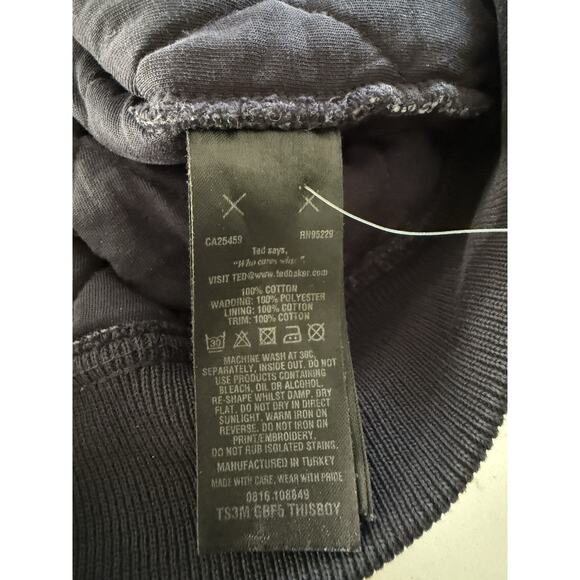 CA25459 RN95229
Ted says,
"Who cares why."
VISIT TED@www.tedbaker.com
100% COTTON
WADDING: 100% POLYESTER
LINING: 100% COTTON
TRIM: 100% COTTON
30
MACHINE WASH AT 30C,
SEPARATELY, INSIDE OUT. DO NOT
USE PRODUCTS CONTAINING
BLEACH, OIL OR ALCOHOL.
RE-SHAPE WHILST DAMP. DRY
FLAT. DO NOT DRY IN DIRECT
SUNLIGHT. WARM IRON ON
REVERSE. DO NOT IRON ON
PRINT/EMBROIDERY.
DO NOT RUB ISOLATED STAINS.
MANUFACTURED IN TURKEY
MADE WITH CARE, WEAR WITH PRIDE
0816.108849
TS3M GBF5 THISBOY